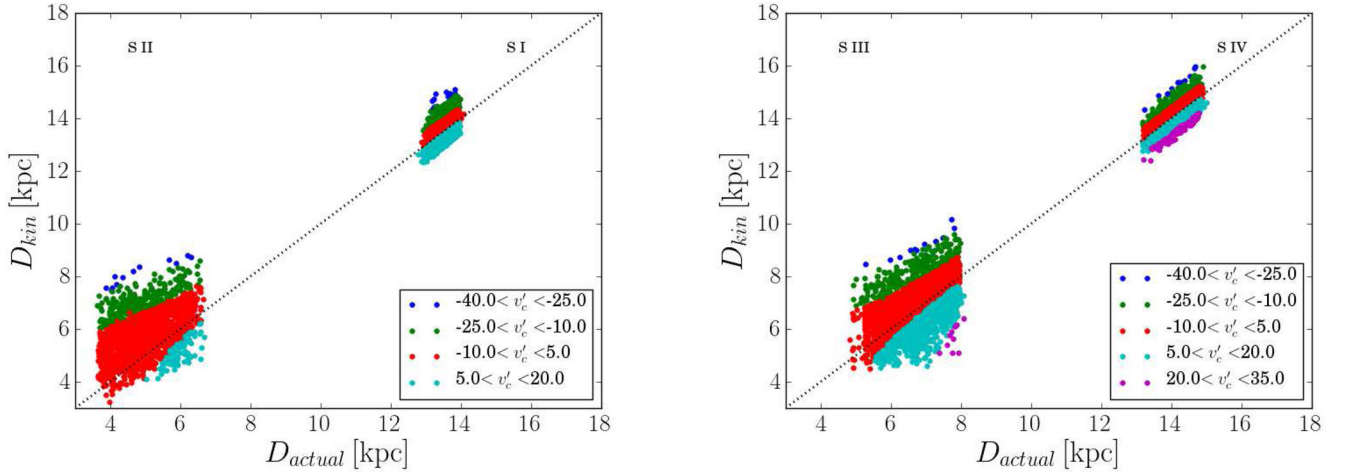 18
16
14
12
10
8
6
4
D_kin [kpc]
S II
S I
-40.0< v'_c <-25.0
-25.0< v'_c <-10.0
-10.0< v'_c <5.0
5.0< v'_c <20.0
4 6 8 10 12 14 16 18
D_actual [kpc]
18
16
14
12
10
8
6
4
D_kin [kpc]
S III
S IV
-40.0< v'_c <-25.0
-25.0< v'_c <-10.0
-10.0< v'_c <5.0
5.0< v'_c <20.0
20.0< v'_c <35.0
4 6 8 10 12 14 16 18
D_actual [kpc]